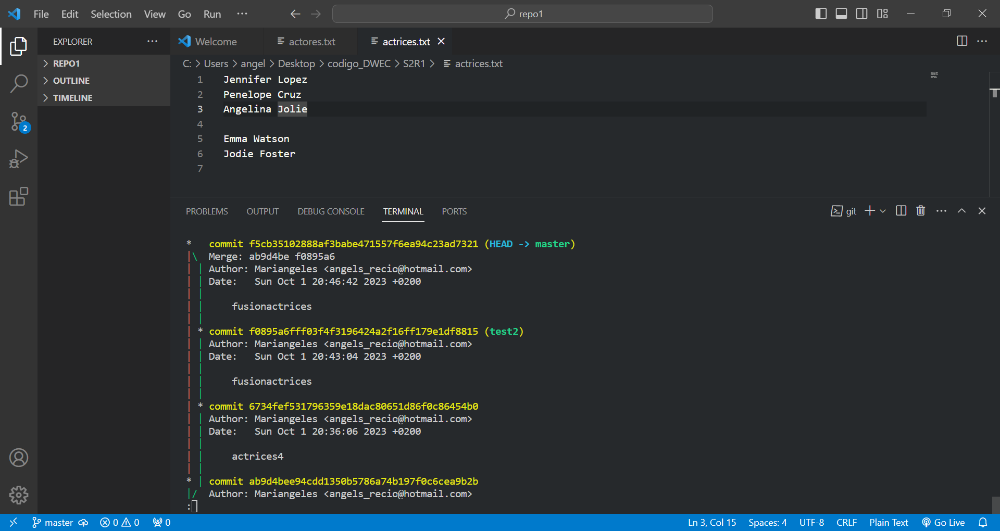 File Edit Selection View Go Run ··· repo1
EXPLORER ···
REPO1
OUTLINE
TIMELINE
2
Welcome actores.txt actrices.txt
C: > Users > angel > Desktop > codigo_DWEC > S2R1 > actrices.txt
1 Jennifer Lopez
2 Penelope Cruz
3 Angelina Jolie
4
5 Emma Watson
6 Jodie Foster
7
PROBLEMS OUTPUT DEBUG CONSOLE TERMINAL PORTS git
* commit f5cb35102888af3babe471557f6ea94c23ad7321 (HEAD -> master)
|\ Merge: ab9d4be f0895a6
| | Author: Mariangeles <angels_recio@hotmail.com>
| | Date: Sun Oct 1 20:46:42 2023 +0200
| |
| | fusionactrices
| |
| * commit f0895a6fff03f4f3196424a2f16ff179e1df8815 (test2)
| | Author: Mariangeles <angels_recio@hotmail.com>
| | Date: Sun Oct 1 20:43:04 2023 +0200
| |
| | fusionactrices
| |
| * commit 6734fef531796359e18dac80651d86f0c86454b0
| | Author: Mariangeles <angels_recio@hotmail.com>
| | Date: Sun Oct 1 20:36:06 2023 +0200
| |
| | actrices4
| |
* | commit ab9d4bee94cdd1350b5786a74b197f0c6cea9b2b
|/ Author: Mariangeles <angels_recio@hotmail.com>
:
master 0 0 0 Ln 3, Col 15 Spaces: 4 UTF-8 CRLF Plain Text Go Live